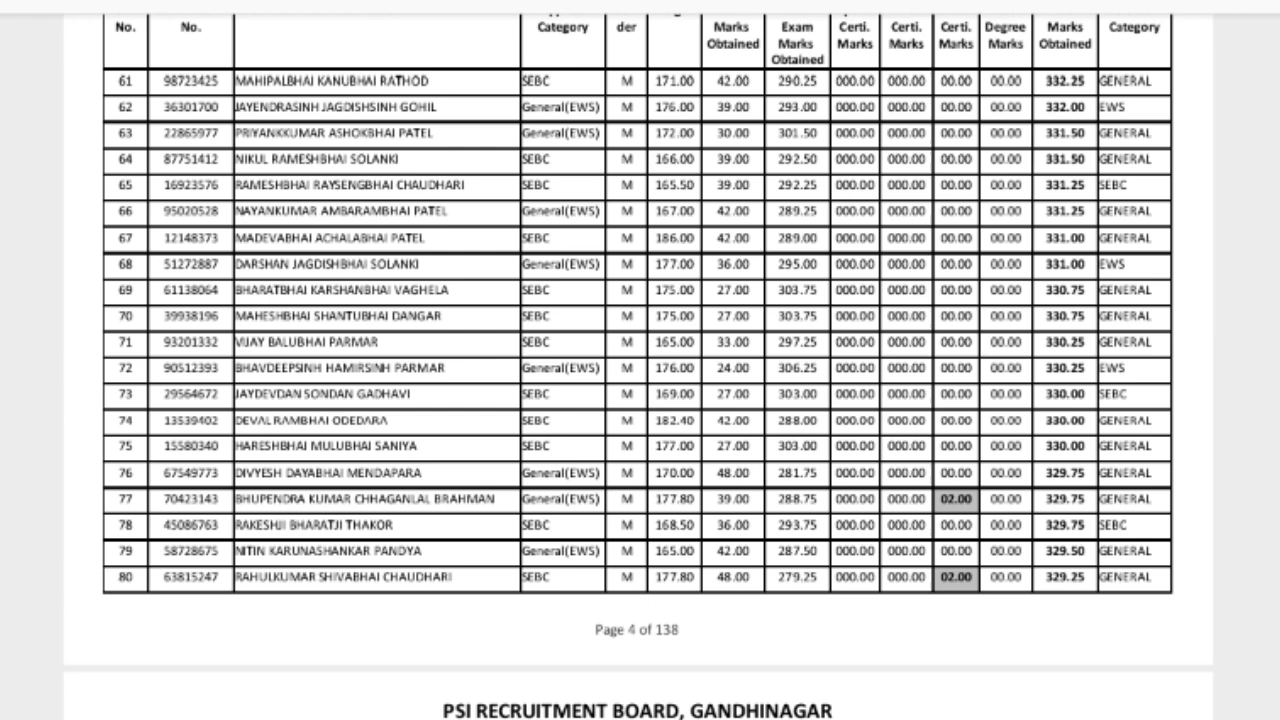 No. No. Category der Marks Exam Certi. Certi. Certi. Degree Marks Category
Obtained Marks Marks Marks Marks Marks Obtained
Obtained
61 98723425 MAHIPALBHAI KANUBHAI RATHOD SEBC M 171.00 42.00 290.25 000.00 000.00 00.00 00.00 332.25 GENERAL
62 36301700 JAYENDRASINH JAGDISHSINH GOHIL General(EWS) M 176.00 39.00 293.00 000.00 000.00 00.00 00.00 332.00 EWS
63 22865977 PRIYANKKUMAR ASHOKBHAI PATEL General(EWS) M 172.00 30.00 301.50 000.00 000.00 00.00 00.00 331.50 GENERAL
64 87751412 NIKUL RAMESHBHAI SOLANKI SEBC M 166.00 39.00 292.50 000.00 000.00 00.00 00.00 331.50 GENERAL
65 16923576 RAMESHBHAI RAYSENGBHAI CHAUDHARI SEBC M 165.50 39.00 292.25 000.00 000.00 00.00 00.00 331.25 SEBC
66 95020528 NAYANKUMAR AMBARAMBHAI PATEL General(EWS) M 167.00 42.00 289.25 000.00 000.00 00.00 00.00 331.25 GENERAL
67 12148373 MADEVABHAI ACHALABHAI PATEL SEBC M 186.00 42.00 289.00 000.00 000.00 00.00 00.00 331.00 GENERAL
68 51272887 DARSHAN JAGDISHBHAI SOLANKI General(EWS) M 177.00 36.00 295.00 000.00 000.00 00.00 00.00 331.00 EWS
69 61138064 BHARATBHAI KARSHANBHAI VAGHELA SEBC M 175.00 27.00 303.75 000.00 000.00 00.00 00.00 330.75 GENERAL
70 39938196 MAHESHBHAI SHANTUBHAI DANGAR SEBC M 175.00 27.00 303.75 000.00 000.00 00.00 00.00 330.75 GENERAL
71 93201332 VIJAY BALUBHAI PARMAR SEBC M 165.00 33.00 297.25 000.00 000.00 00.00 00.00 330.25 GENERAL
72 90512393 BHAVDEEPSINH HAMIRSINH PARMAR General(EWS) M 176.00 24.00 306.25 000.00 000.00 00.00 00.00 330.25 EWS
73 29564672 JAYDEVDAN SONDAN GADHAVI SEBC M 169.00 27.00 303.00 000.00 000.00 00.00 00.00 330.00 SEBC
74 13539402 DEVAL RAMBHAI ODEDARA SEBC M 182.40 42.00 288.00 000.00 000.00 00.00 00.00 330.00 GENERAL
75 15580340 HARESHBHAI MULUBHAI SANIYA SEBC M 177.00 27.00 303.00 000.00 000.00 00.00 00.00 330.00 GENERAL
76 67549773 DIVYESH DAYABHAI MENDAPARA General(EWS) M 170.00 48.00 281.75 000.00 000.00 00.00 00.00 329.75 GENERAL
77 70423143 BHUPENDRA KUMAR CHHAGANLAL BRAHMAN General(EWS) M 177.80 39.00 288.75 000.00 000.00 02.00 00.00 329.75 GENERAL
78 45086763 RAKESHJI BHARATJI THAKOR SEBC M 168.50 36.00 293.75 000.00 000.00 00.00 00.00 329.75 SEBC
79 58728675 NITIN KARUNASHANKAR PANDYA General(EWS) M 165.00 42.00 287.50 000.00 000.00 00.00 00.00 329.50 GENERAL
80 63815247 RAHULKUMAR SHIVABHAI CHAUDHARI SEBC M 177.80 48.00 279.25 000.00 000.00 02.00 00.00 329.25 GENERAL
Page 4 of 138
PSI RECRUITMENT BOARD, GANDHINAGAR